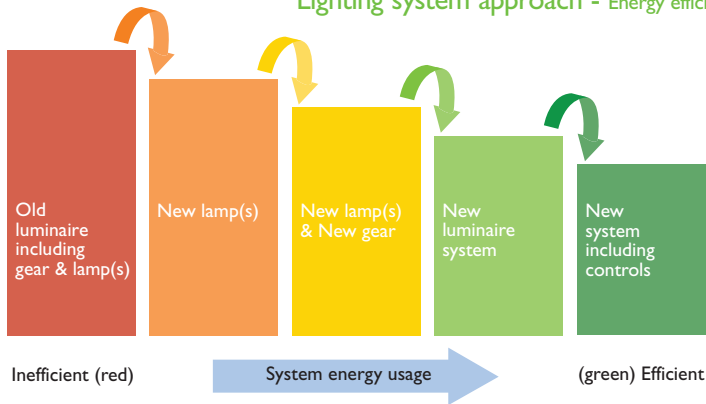 Lighting system approach - Energy effici
Old
luminaire
including
gear & lamp(s)
New lamp(s)
New lamp(s)
& New gear
New
luminaire
system
New
system
including
controls
Inefficient (red)
System energy usage
(green) Efficient